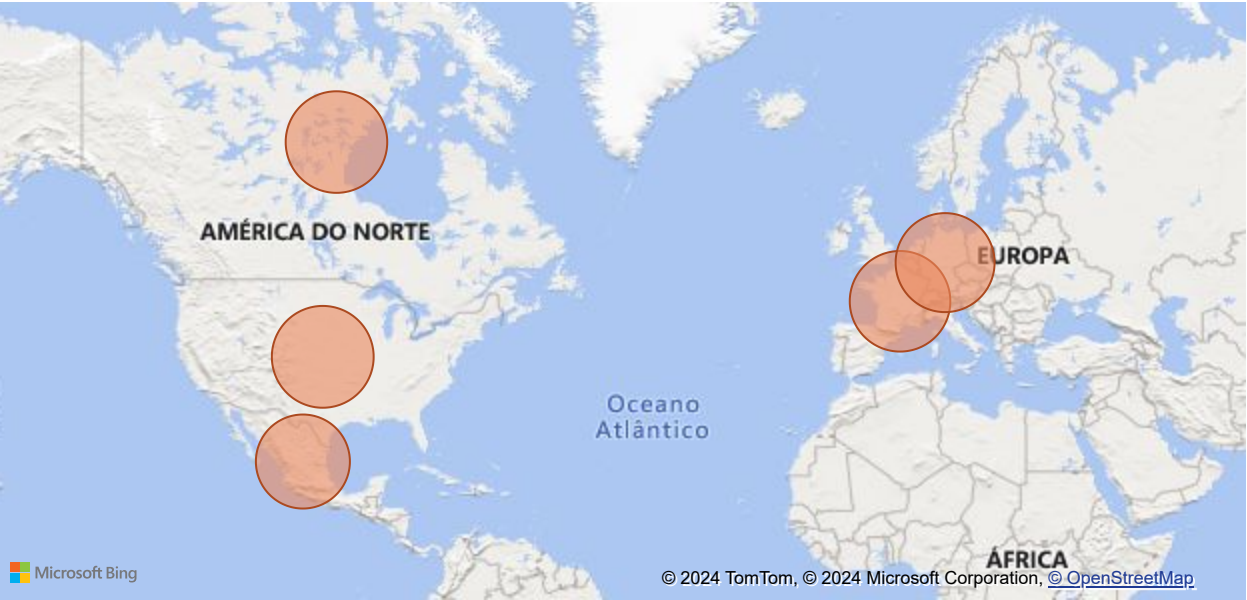 AMÉRICA DO NORTE
EUROPA
Oceano
Atlântico
ÁFRICA
Microsoft Bing
© 2024 TomTom, © 2024 Microsoft Corporation, © OpenStreetMap